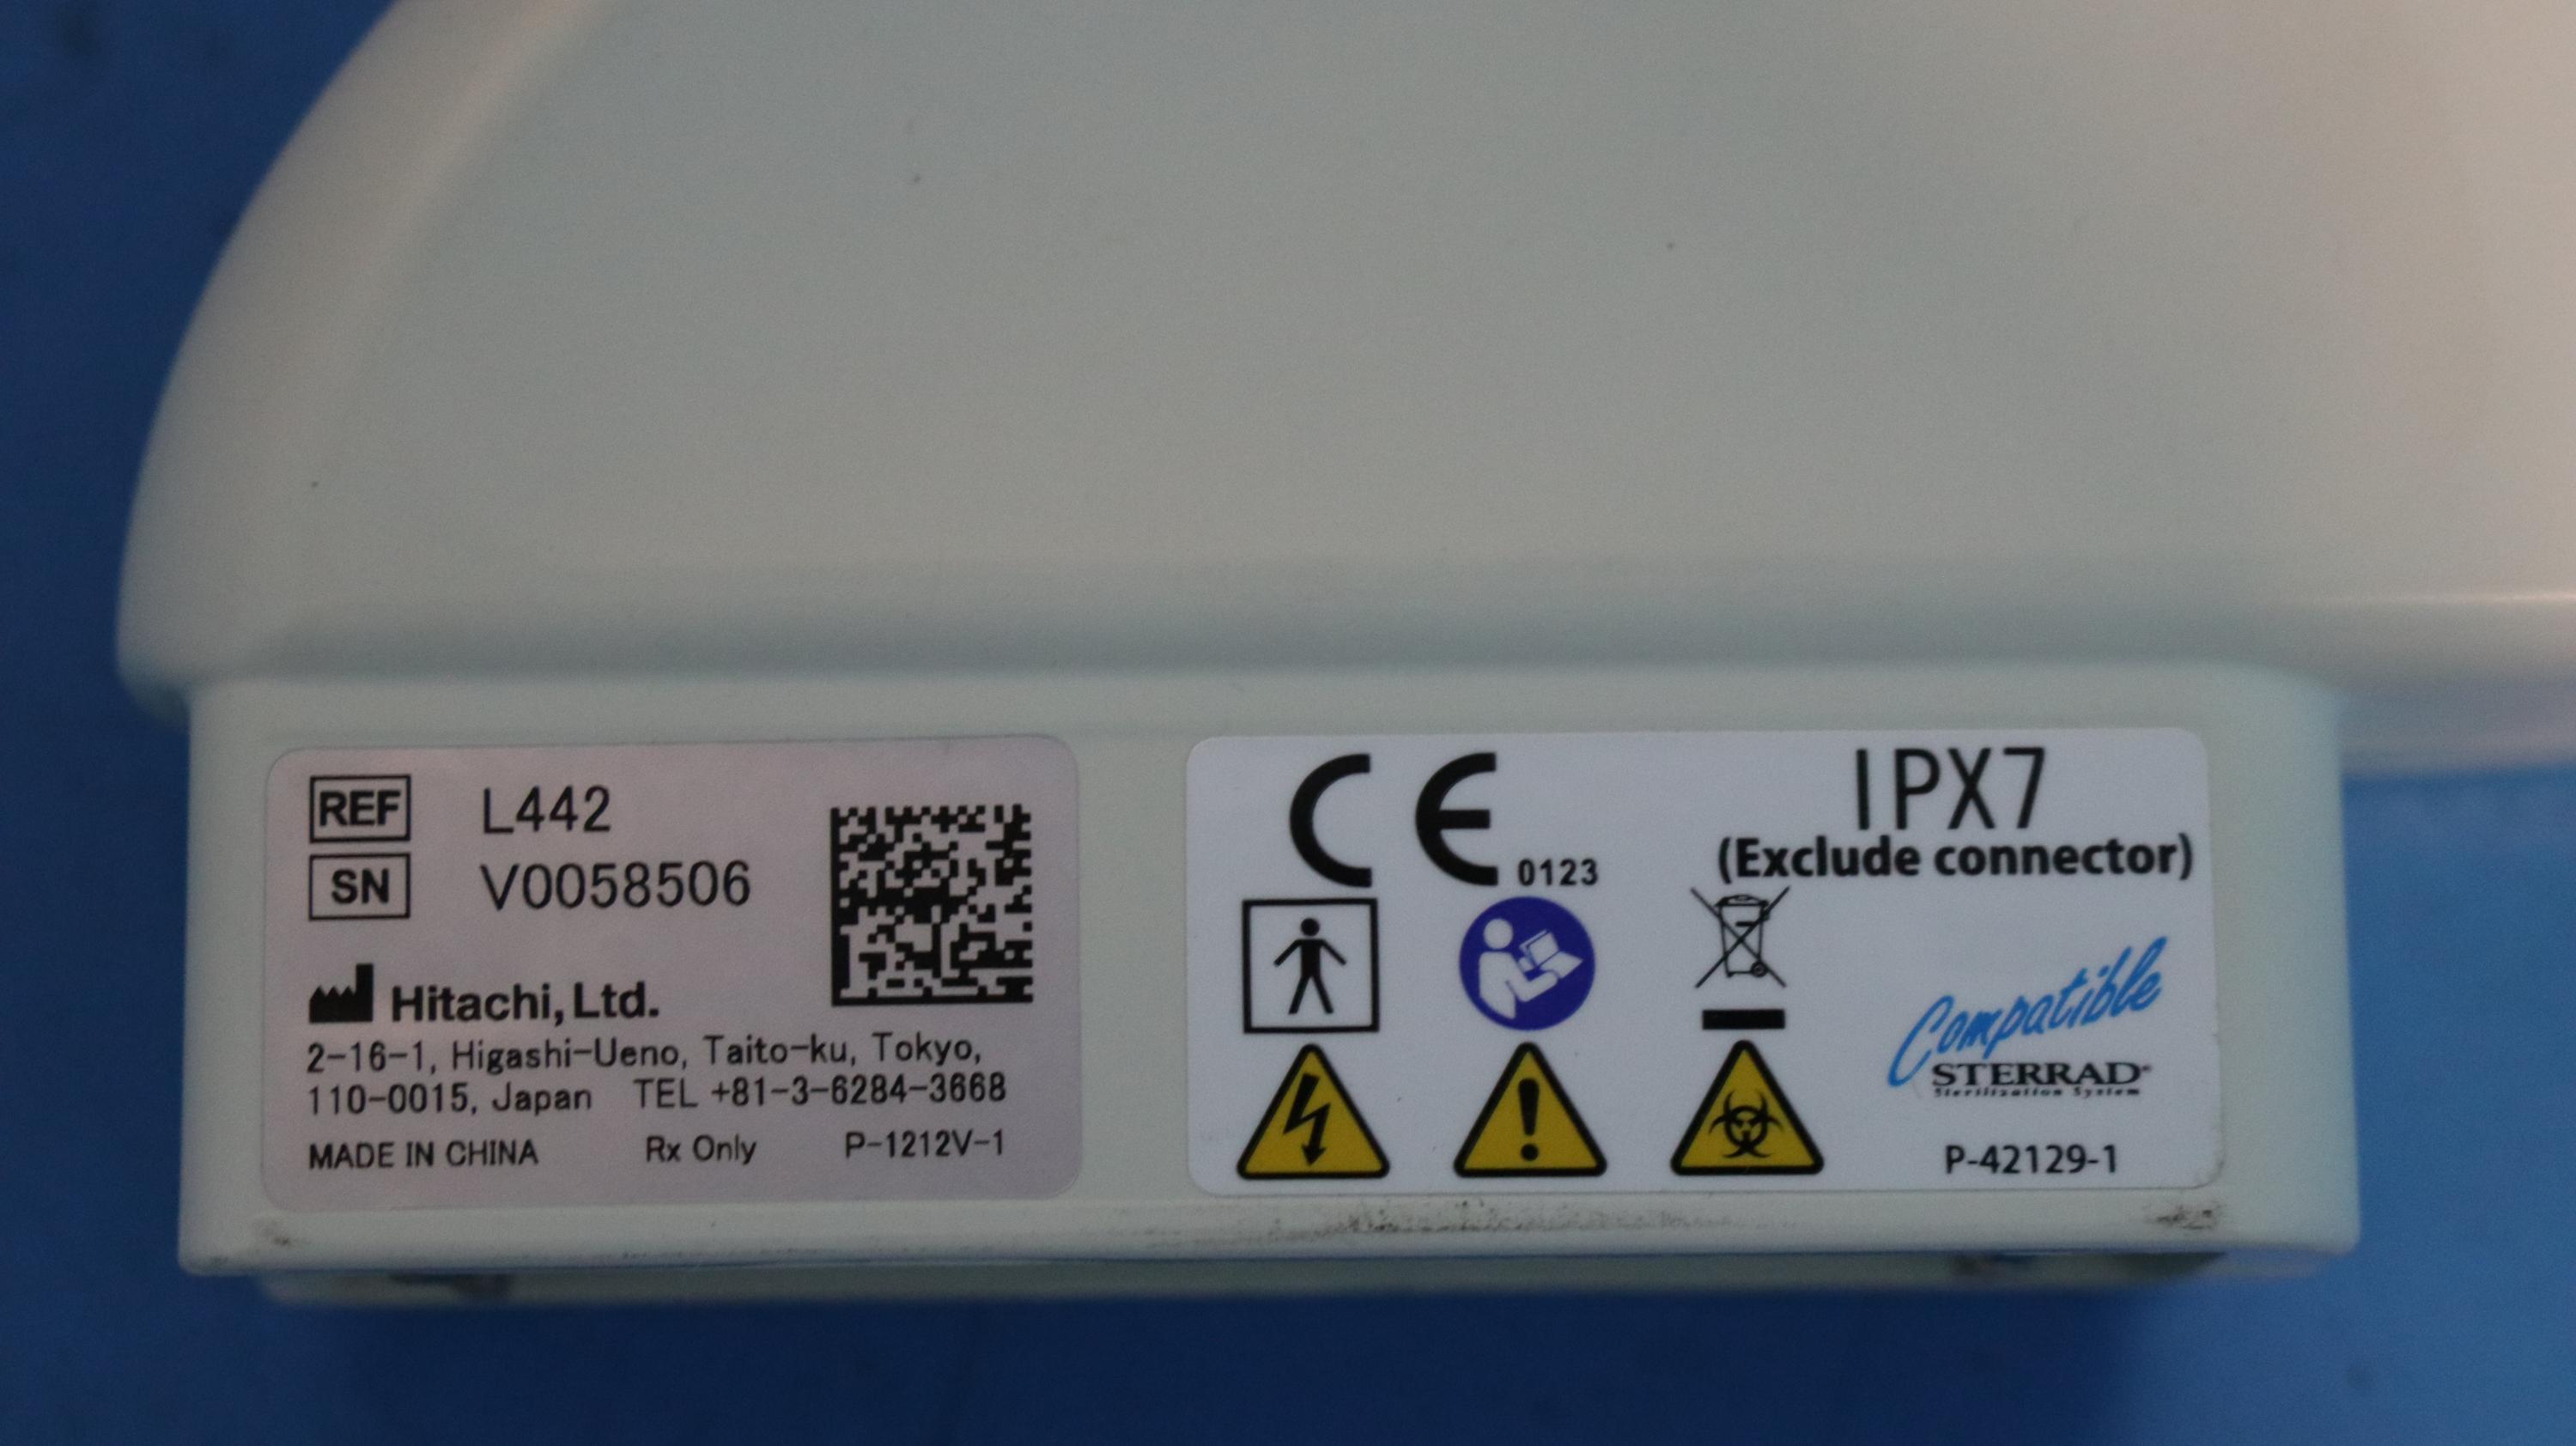 REF L442
SN V0058506
Hitachi, Ltd.
2-16-1, Higashi-Ueno, Taito-ku, Tokyo,
110-0015, Japan TEL +81-3-6284-3668
MADE IN CHINA Rx Only P-1212V-1
CE 0123
IPX7
(Exclude connector)
Compatible
STERRAD®
Sterilization System
P-42129-1